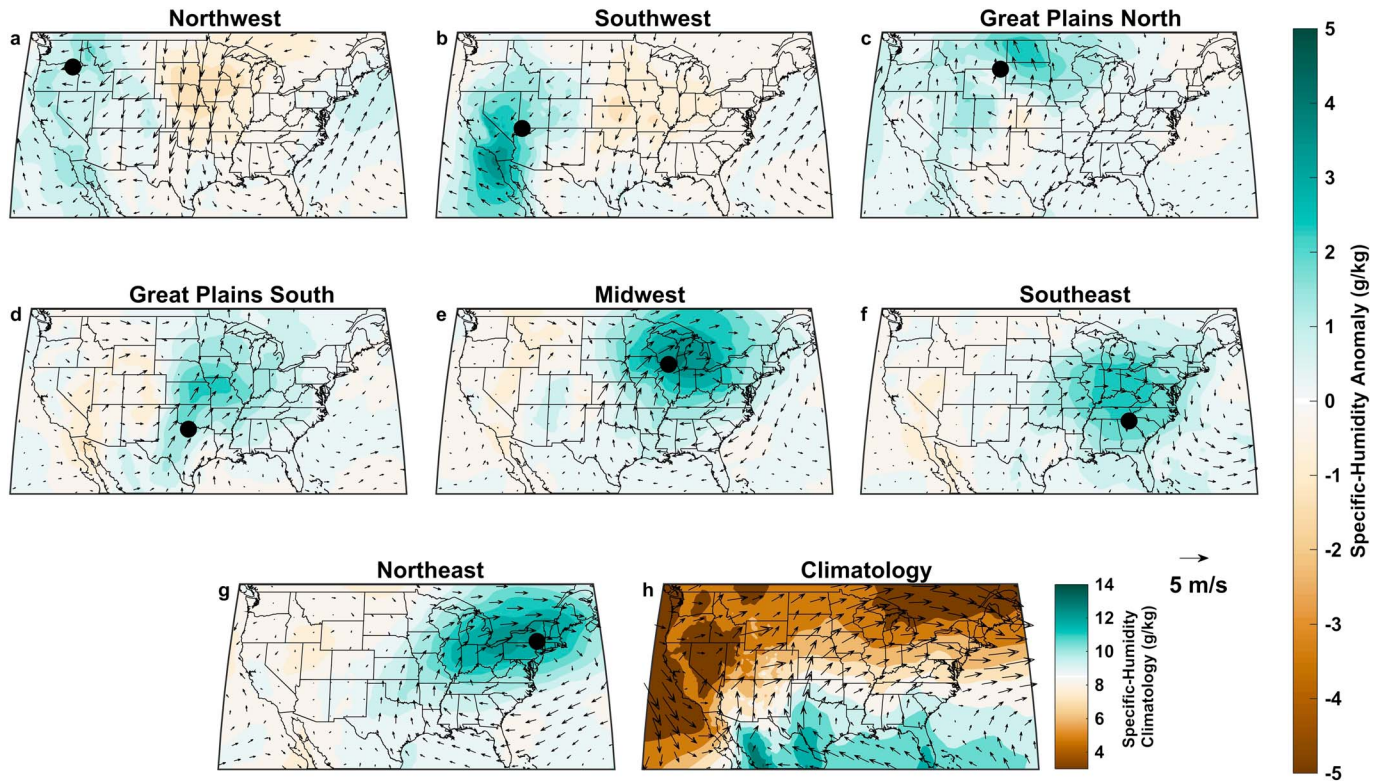 Northwest
Southwest
Great Plains North
a
b
c
Great Plains South
Midwest
Southeast
d
e
f
Northeast
Climatology
g
h
14
12
10
8
6
4
Specific-Humidity
Climatology (g/kg)
5 m/s
5
4
3
2
1
0
-1
-2
-3
-4
-5
Specific-Humidity Anomaly (g/kg)